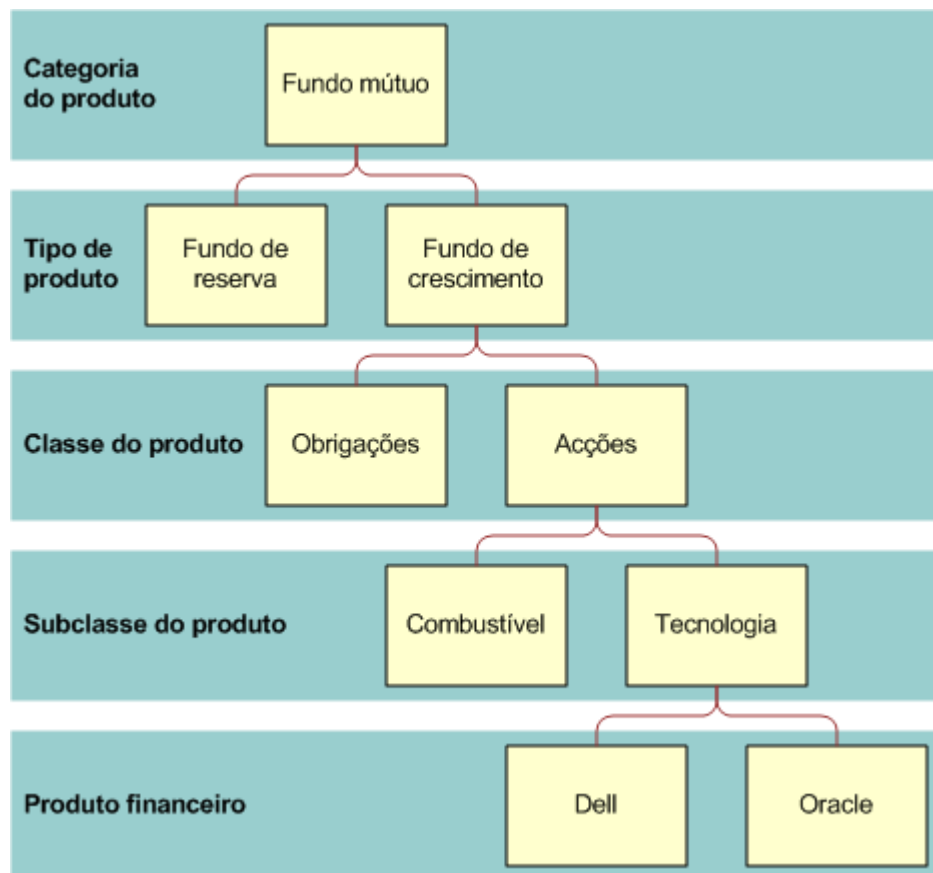 Categoria
do produto
Fundo mútuo
Tipo de
produto
Fundo de
reserva
Fundo de
crescimento
Classe do produto
Obrigações
Acções
Subclasse do produto
Combustível
Tecnologia
Produto financeiro
Dell
Oracle